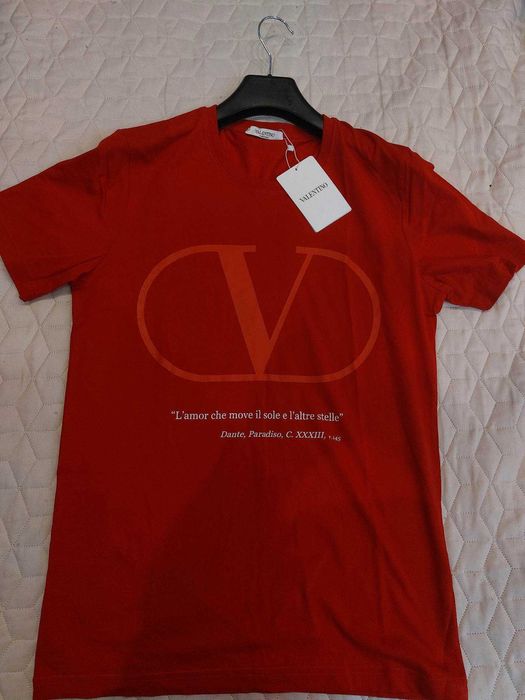 VALENTINO
VALENTINO
V
"L'amor che move il sole e l'altre stelle"
Dante, Paradiso, C. XXXIII, v.145